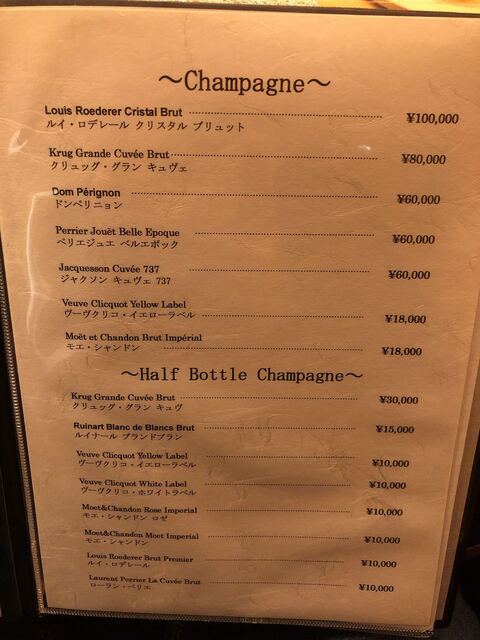 ～Champagne～
Louis Roederer Cristal Brut ¥100,000
ルイ・ロデレール クリスタル ブリュット
Krug Grande Cuvée Brut ¥80,000
クリュッグ・グラン キュヴェ
Dom Pérignon ¥60,000
ドンペリニョン
Perrier Jouët Belle Epoque ¥60,000
ペリエジュエ ベルエポック
Jacquesson Cuvée 737 ¥60,000
ジャクソン キュヴェ 737
Veuve Clicquot Yellow Label ¥18,000
ヴーヴクリコ・イエローラベル
Moët et Chandon Brut Impérial ¥18,000
モエ・シャンドン
～Half Bottle Champagne～
Krug Grande Cuvée Brut ¥30,000
クリュッグ・グラン キュヴ
Ruinart Blanc de Blancs Brut ¥15,000
ルイナール ブランドブラン
Veuve Clicquot Yellow Label ¥10,000
ヴーヴクリコ・イエローラベル
Veuve Clicquot White Label ¥10,000
ヴーヴクリコ・ホワイトラベル
Moet&Chandon Rose Imperial ¥10,000
モエ・シャンドン ロゼ
Moet&Chandon Moet Imperial ¥10,000
モエ・シャンドン
Louis Roederer Brut Premier ¥10,000
ルイ・ロデレール
Laurent Perrier La Cuvée Brut ¥10,000
ローラン・ペリエ